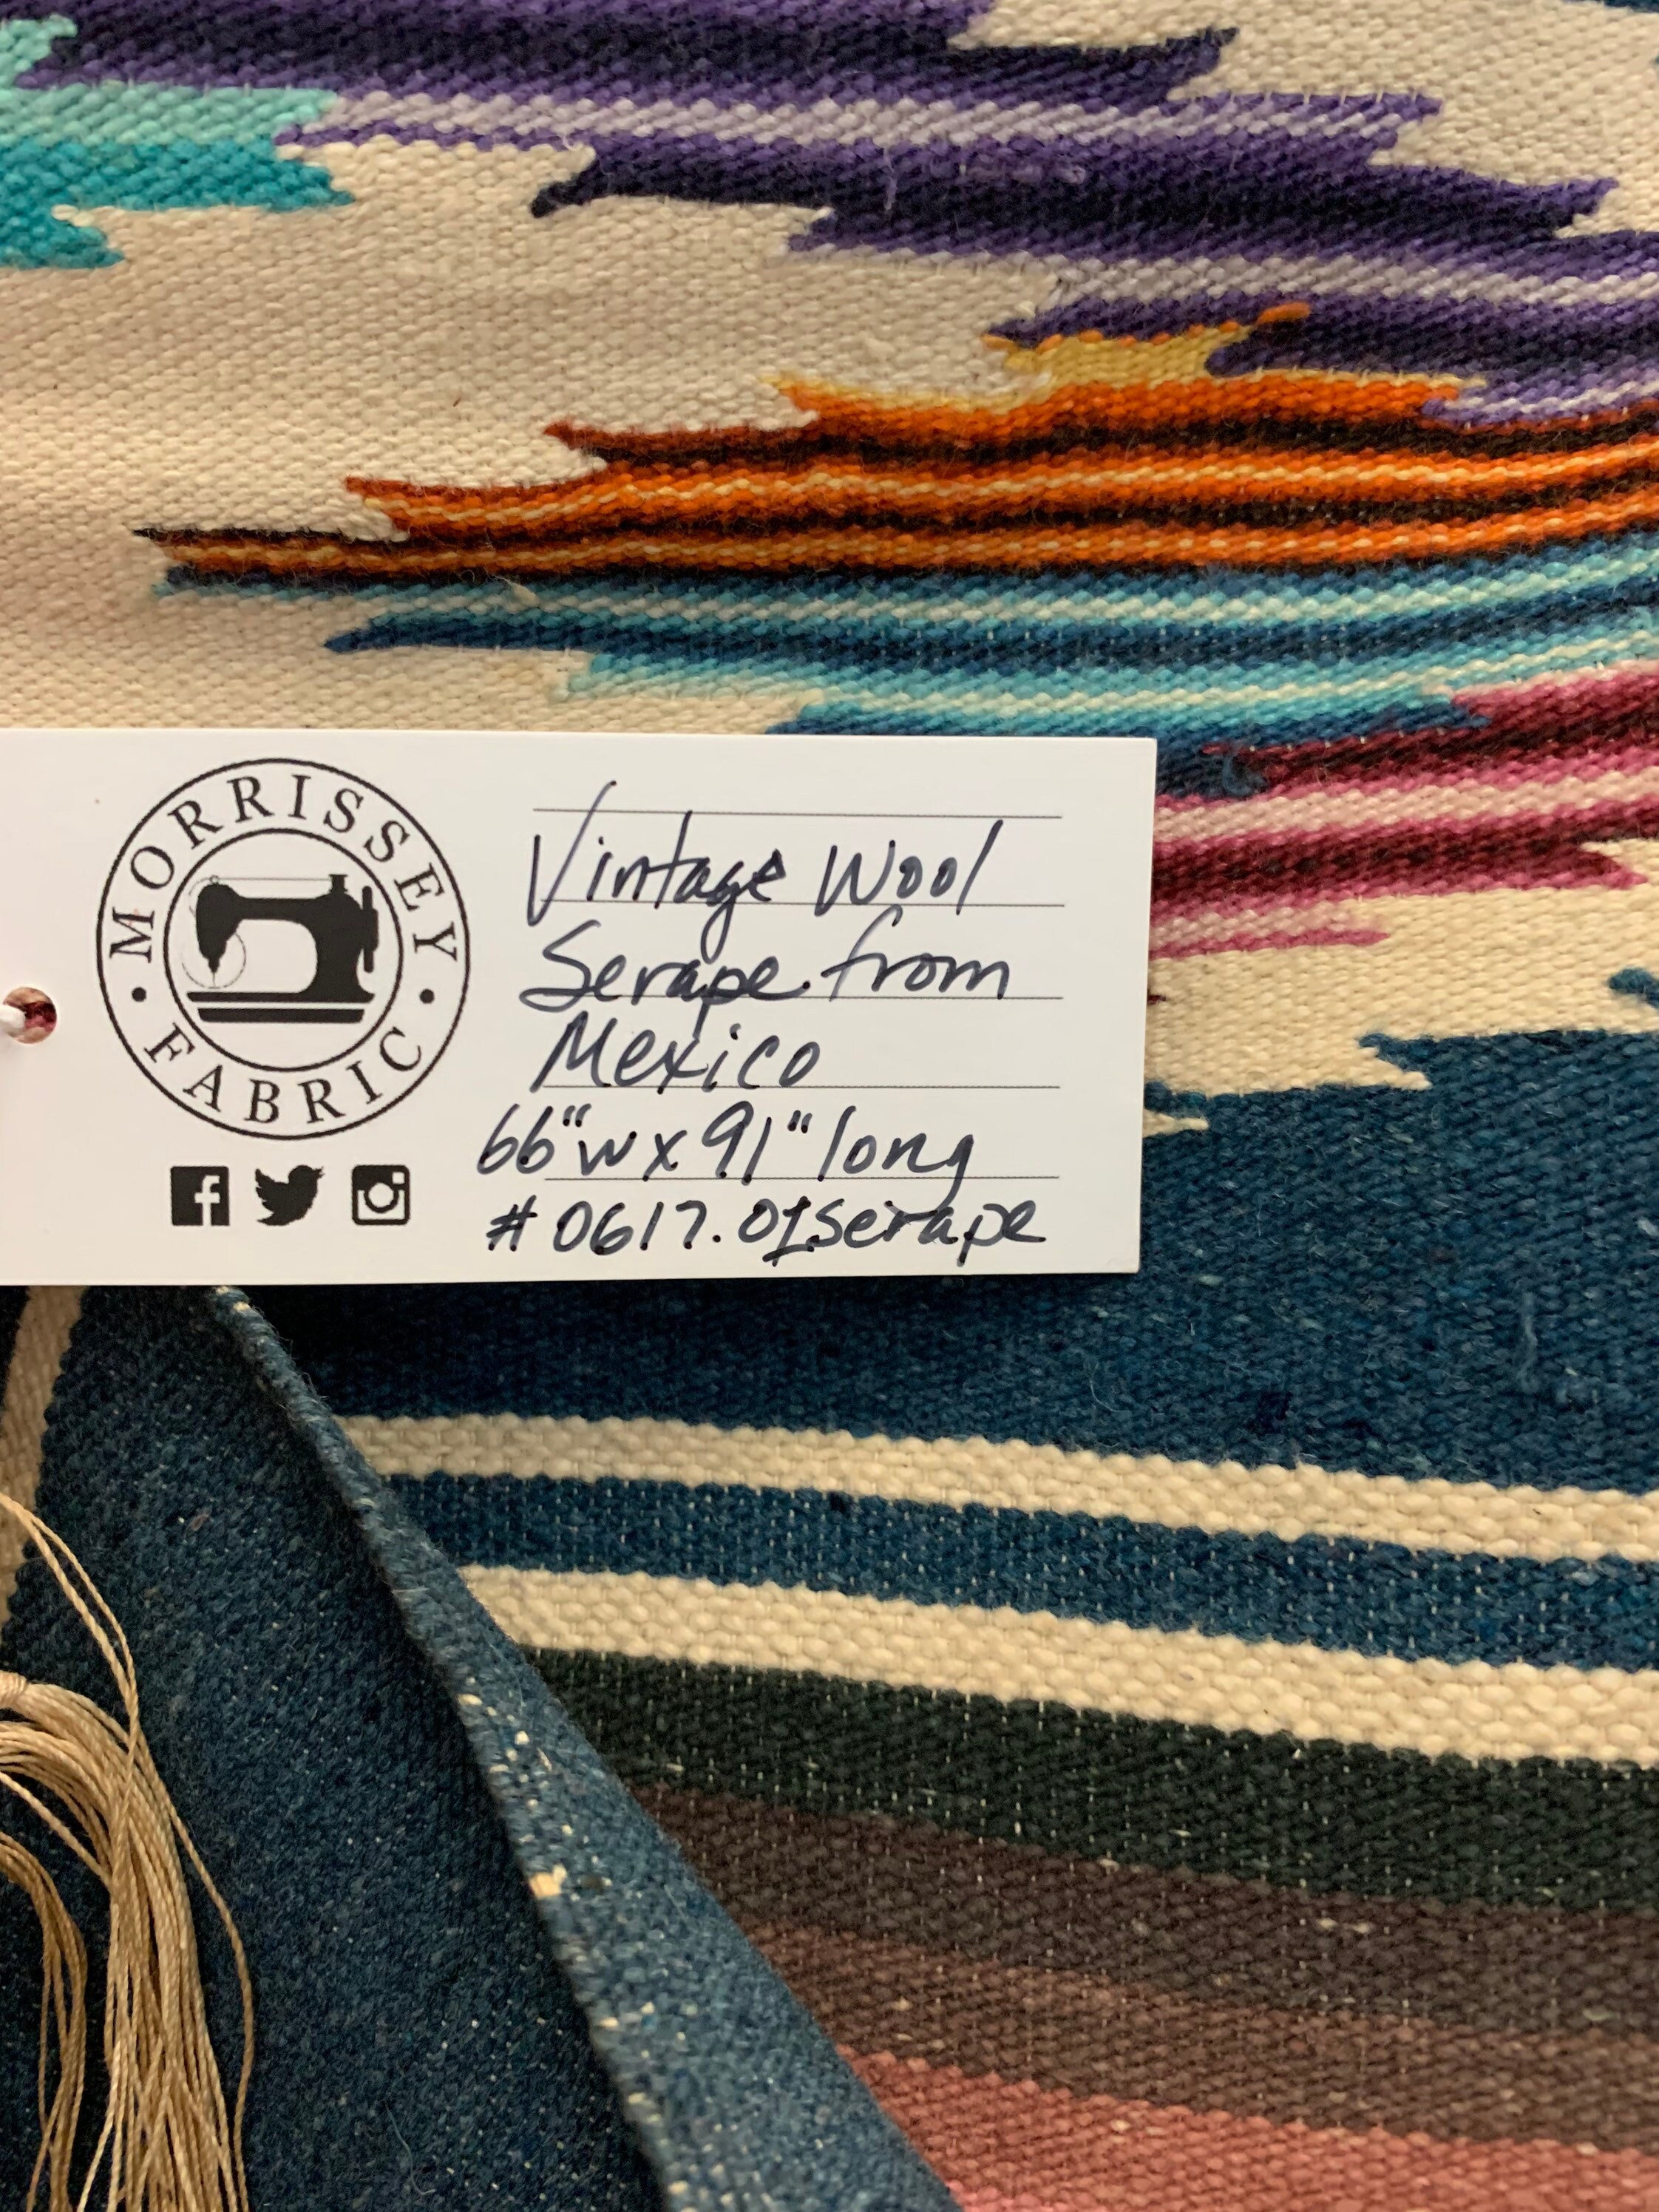 MORRISSEY
FABRIC
Vintage Wool
Serape from
Mexico
66"w x 91" long
#0617.01serape